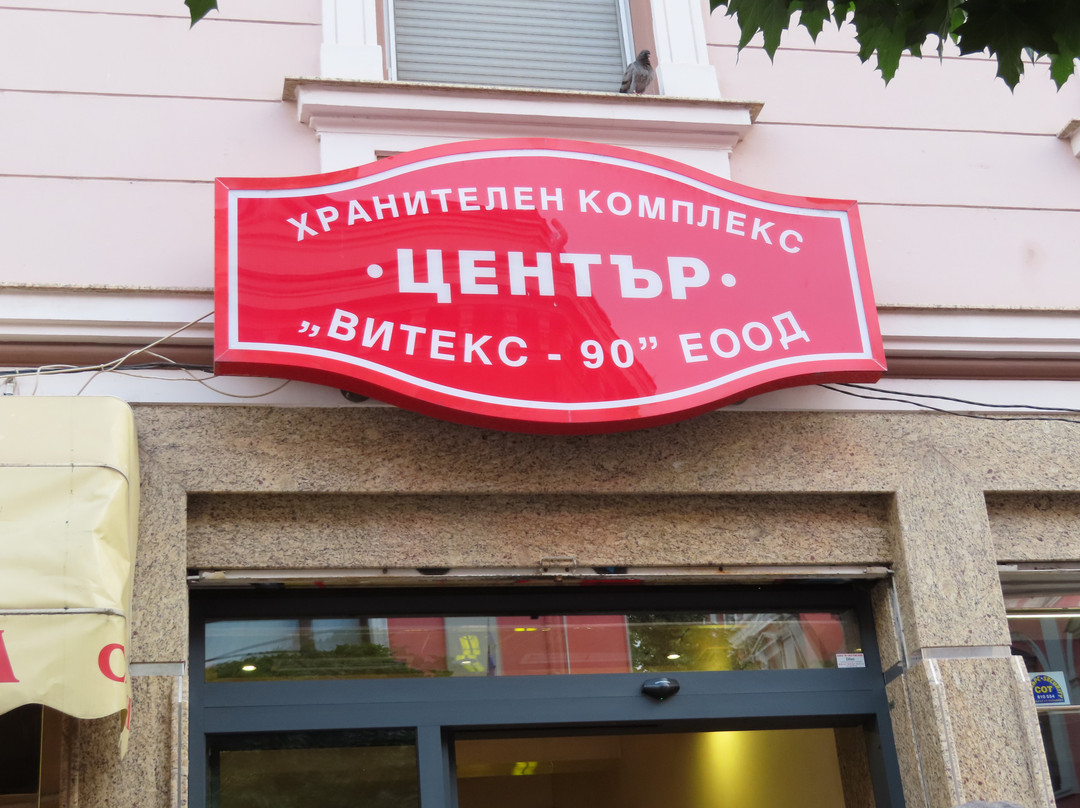 ХРАНИТЕЛЕН КОМПЛЕКС
• ЦЕНТЪР •
„ВИТЕКС - 90” ЕООД
СОТ